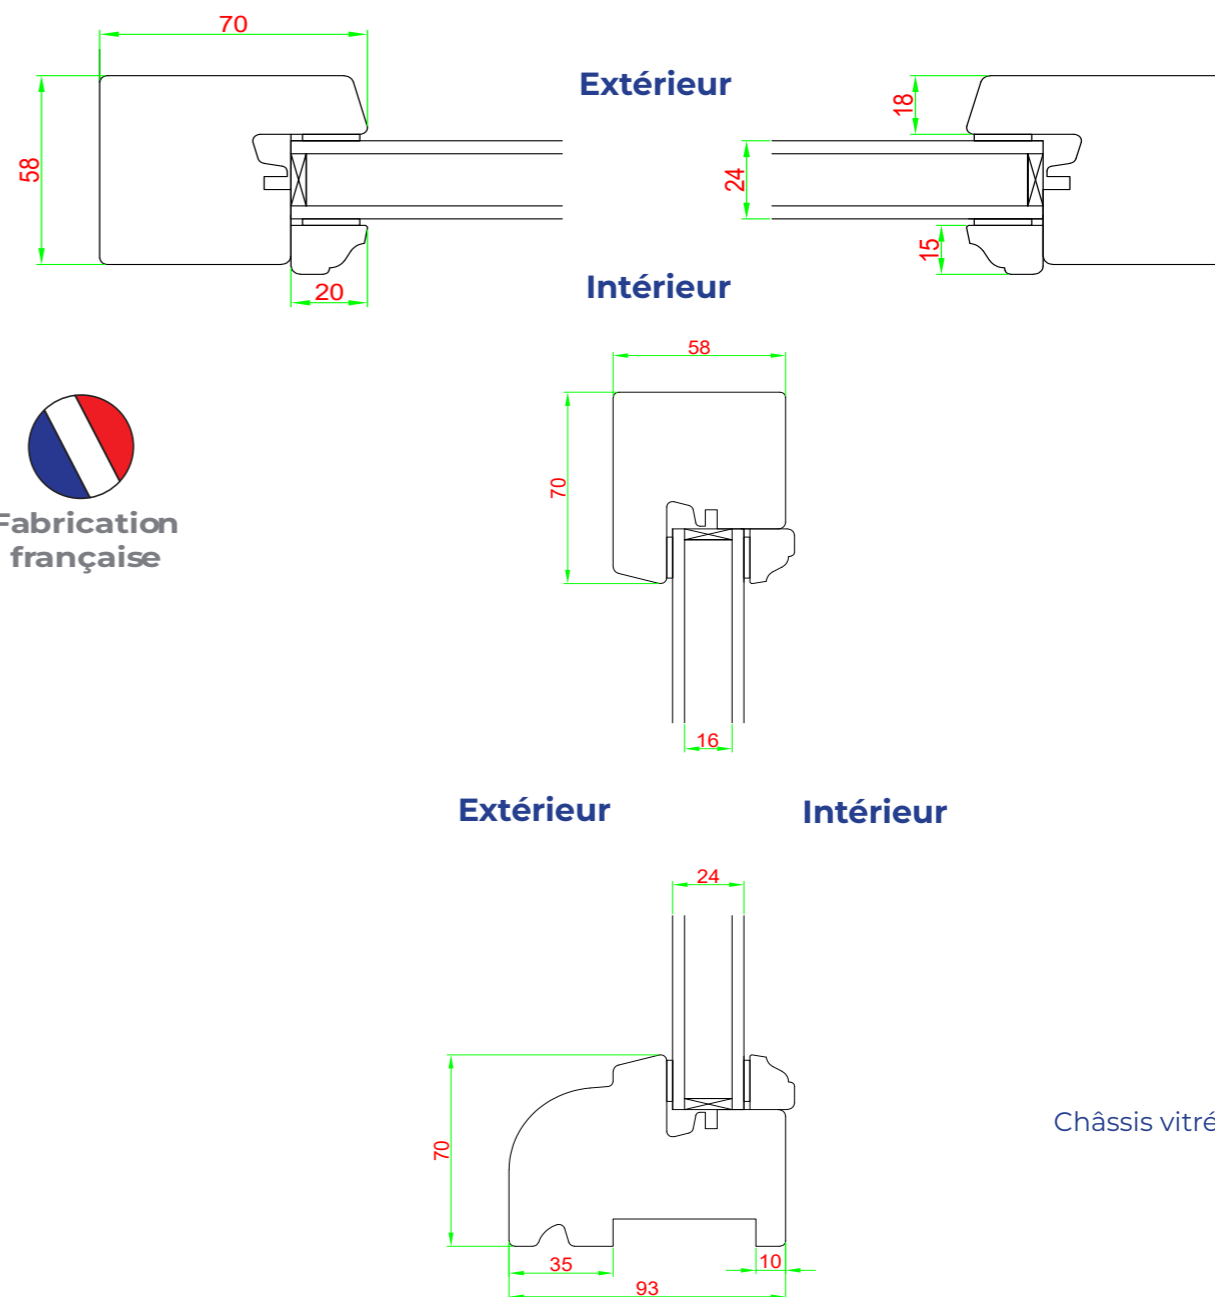 70
Extérieur
18
58
24
15
Intérieur
20
58
70
Fabrication
française
16
Extérieur
Intérieur
24
70
Châssis vitré
35
10
93